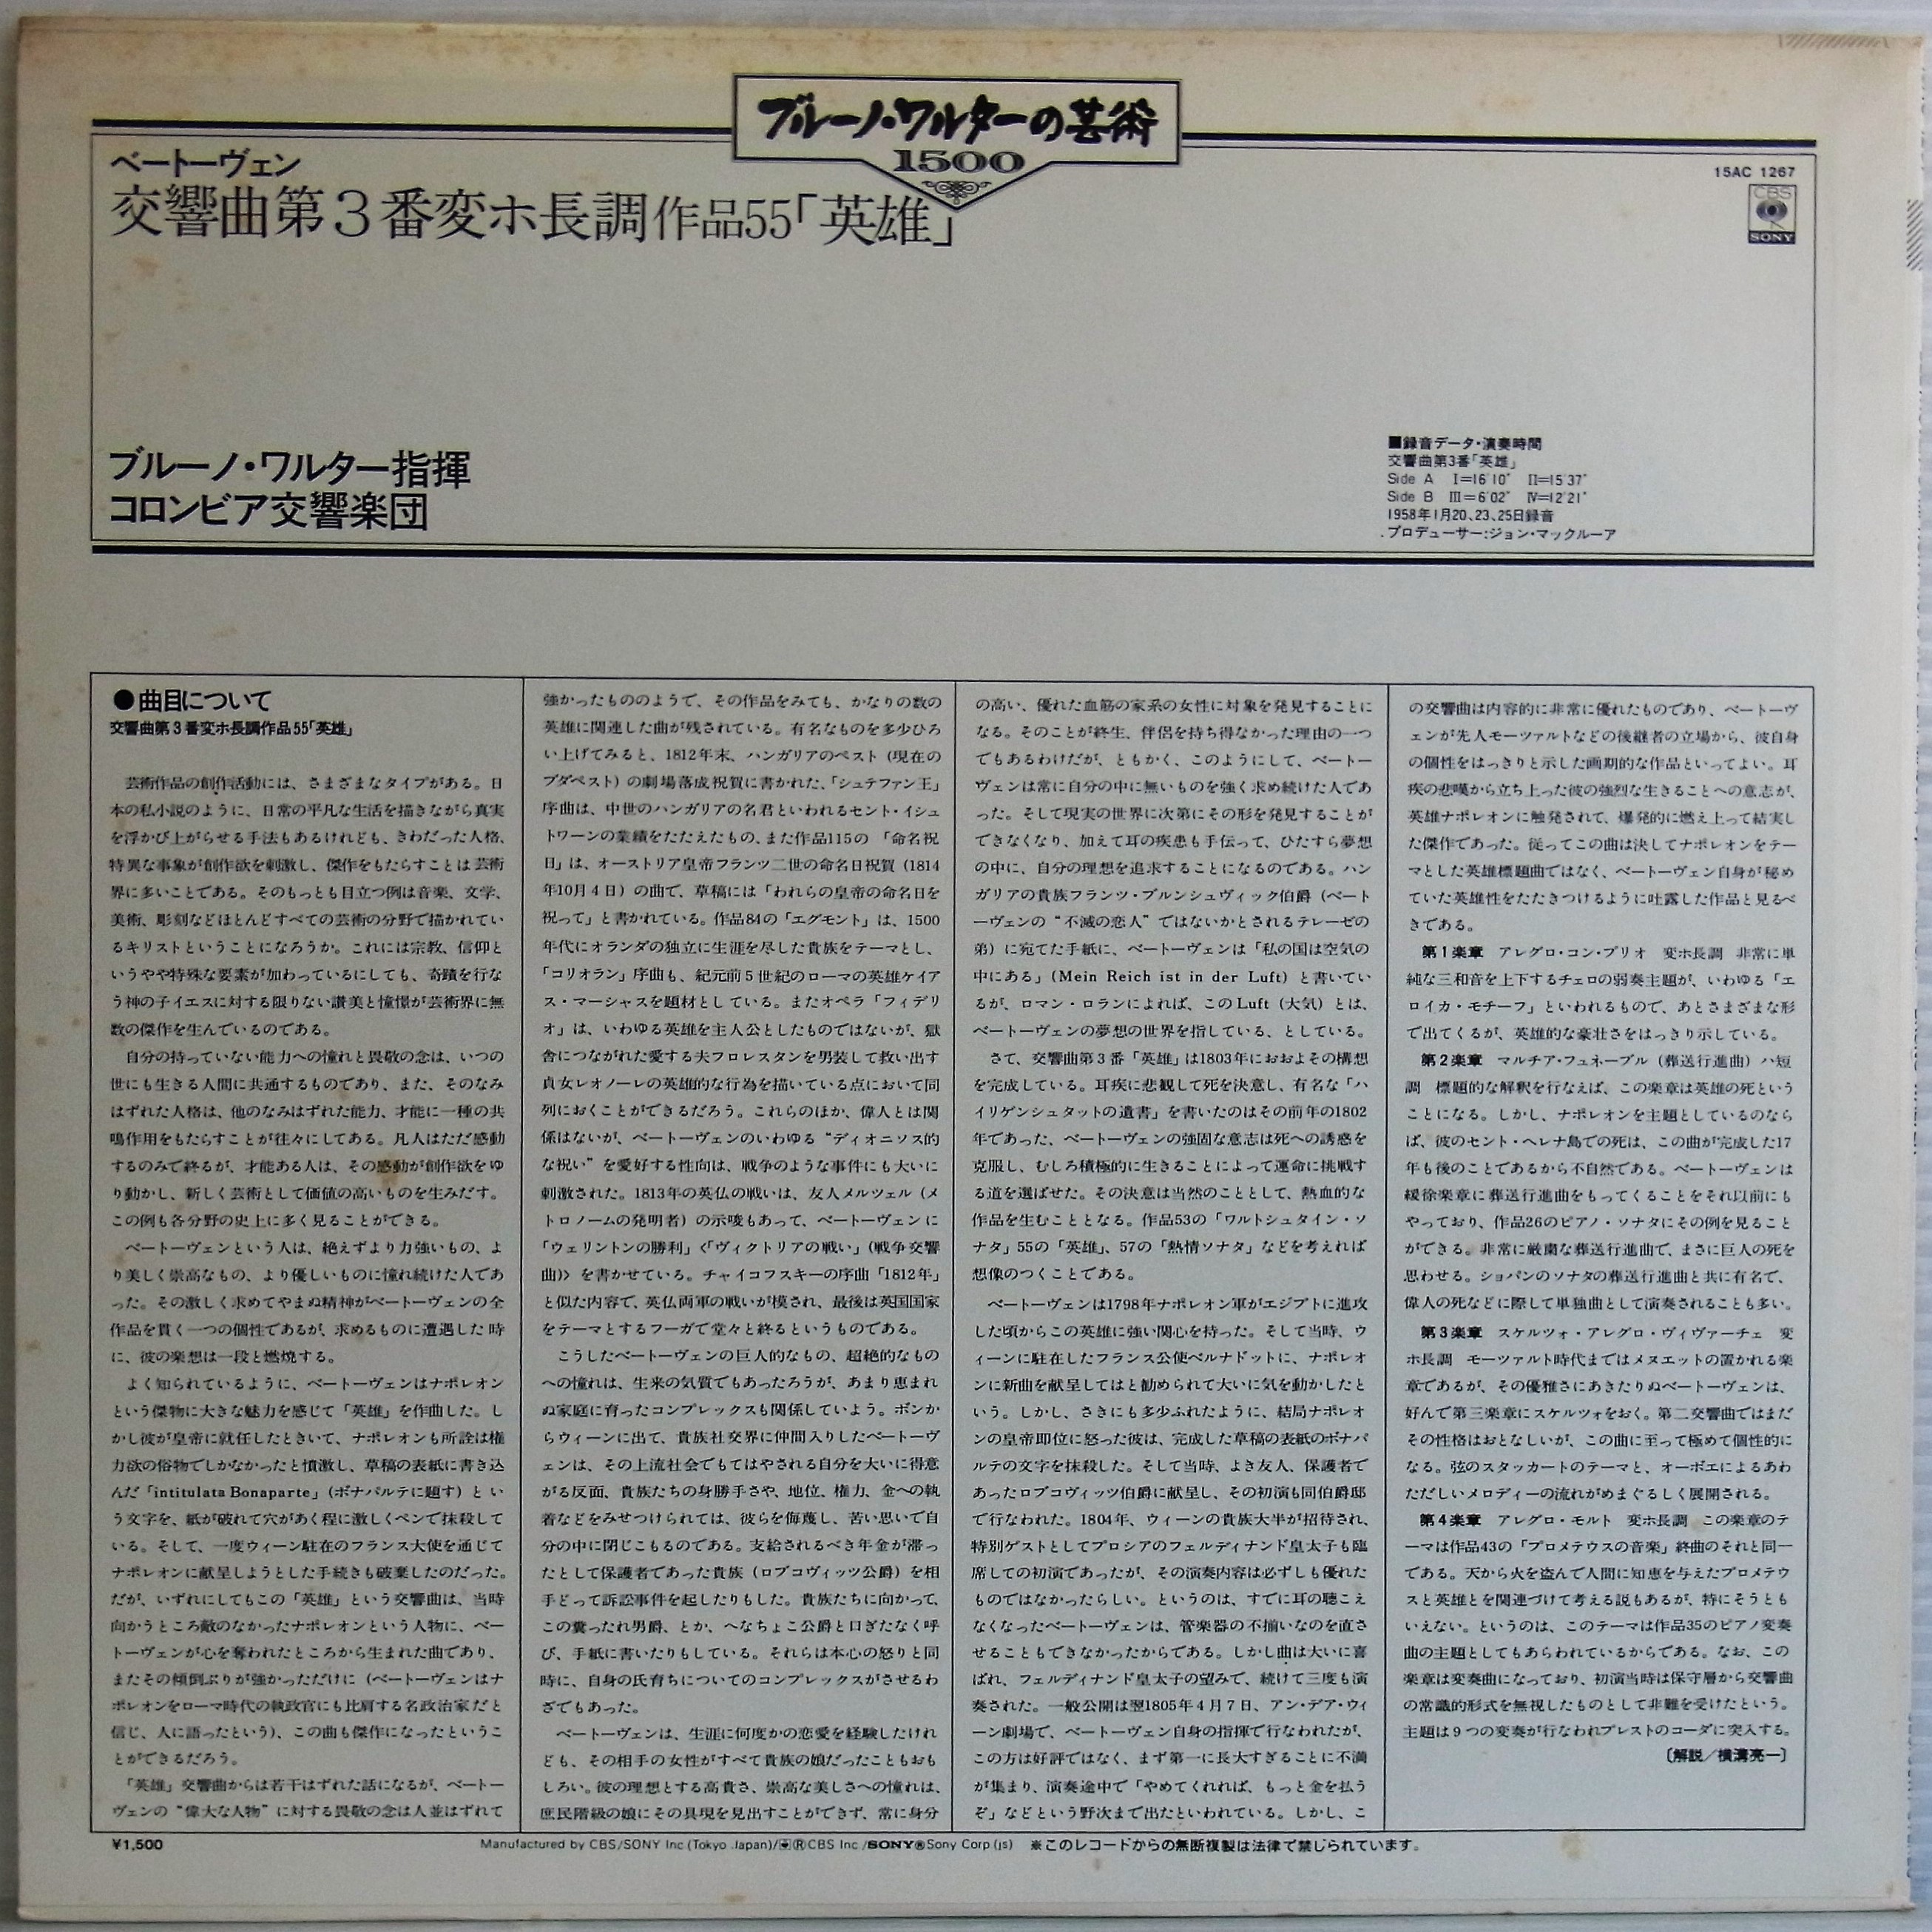 ブルーノ・ワルターの芸術
1500
ベートーヴェン
交響曲第3番変ホ長調作品55「英雄」
15AC 1267
CBS
SONY
ブルーノ・ワルター指揮
コロンビア交響楽団
■録音データ・演奏時間
交響曲第3番「英雄」
Side A I=16'10" II=15'37"
Side B III=6'02" IV=12'21"
1958年1月20、23、25日録音
プロデューサー:ジョン・マックルーア
●曲目について
交響曲第3番変ホ長調作品55「英雄」
芸術作品の創作活動には、さまざまなタイプがある。日
本の私小説のように、日常の平凡な生活を描きながら真実
を浮かび上がらせる手法もあるけれども、きわだった人格、
特異な事象が創作欲を刺激し、傑作をもたらすことは芸術
界に多いことである。そのもっとも目立つ例は音楽、文学、
美術、彫刻などほとんどすべての芸術の分野で描かれてい
るキリストということになろうか。これには宗教、信仰と
いうやや特殊な要素が加わっているにしても、奇蹟を行な
う神の子イエスに対する限りない讃美と憧憬が芸術界に無
数の傑作を生んでいるのである。
自分の持っていない能力への憧れと畏敬の念は、いつの
世にも生きる人間に共通するものであり、また、そのなみ
はずれた人格は、他のなみはずれた能力、才能に一種の共
鳴作用をもたらすことが往々にしてある。凡人はただ感動
するのみで終るが、才能ある人は、その感動が創作欲をゆ
り動かし、新しく芸術として価値の高いものを生みだす。
この例も各分野の史上に多く見ることができる。
ベートーヴェンという人は、絶えずより力強いもの、よ
り美しく崇高なもの、より優しいものに憧れ続けた人であ
った。その激しく求めてやまぬ精神がベートーヴェンの全
作品を貫く一つの個性であるが、求めるものに遭遇した時
に、彼の楽想は一段と燃焼する。
よく知られているように、ベートーヴェンはナポレオン
という傑物に大きな魅力を感じて「英雄」を作曲した。し
かし彼が皇帝に就任したときいて、ナポレオンも所詮は権
力欲の俗物でしかなかったと憤激し、草稿の表紙に書き込
んだ「intitulata Bonaparte」(ボナパルテに題す)とい
う文字を、紙が破れて穴があく程に激しくペンで抹殺して
いる。そして、一度ウィーン駐在のフランス大使を通じて
ナポレオンに献呈しようとした手続きも破棄したのだった。
だが、いずれにしてもこの「英雄」という交響曲は、当時
向かうところ敵のなかったナポレオンという人物に、ベー
トーヴェンが心を奪われたところから生まれた曲であり、
またその傾倒ぶりが強かっただけに(ベートーヴェンはナ
ポレオンをローマ時代の執政官にも比肩する名政治家だと
信じ、人に語ったという)、この曲も傑作になったというこ
とができるだろう。
「英雄」交響曲からは若干はずれた話になるが、ベートー
ヴェンの“偉大な人物”に対する畏敬の念は人並はずれて
強かったもののようで、その作品をみても、かなりの数の
英雄に関連した曲が残されている。有名なものを多少ひろ
い上げてみると、1812年末、ハンガリアのペスト(現在の
ブダペスト)の劇場落成祝賀に書かれた、「シュテファン王」
序曲は、中世のハンガリアの名君といわれるセント・イシュ
トワーンの業績をたたえたもの、また作品115の「命名祝
日」は、オーストリア皇帝フランツ二世の命名日祝賀(1814
年10月4日)の曲で、草稿には「われらの皇帝の命名日を
祝って」と書かれている。作品84の「エグモント」は、1500
年代にオランダの独立に生涯を尽した貴族をテーマとし、
「コリオラン」序曲も、紀元前5世紀のローマの英雄ケイア
ス・マーシャスを題材としている。またオペラ「フィデリ
オ」は、いわゆる英雄を主人公としたものではないが、獄
舎につながれた愛する夫フロレスタンを男装して救い出す
貞女レオノーレの英雄的な行為を描いている点において同
列におくことができるだろう。これらのほか、偉人とは関
係はないが、ベートーヴェンのいわゆる“ディオニソス的
な祝い”を愛好する性向は、戦争のような事件にも大いに
刺激された。1813年の英仏の戦いは、友人メルツェル(メ
トロノームの発明者)の示唆もあって、ベートーヴェンに
「ウェリントンの勝利」〈「ヴィクトリアの戦い」(戦争交響
曲)〉を書かせている。チャイコフスキーの序曲「1812年」
と似た内容で、英仏両軍の戦いが模され、最後は英国国家
をテーマとするフーガで堂々と終るというものである。
こうしたベートーヴェンの巨人的なもの、超絶的なもの
への憧れは、生来の気質でもあったろうが、あまり恵まれ
ぬ家庭に育ったコンプレックスも関係していよう。ボンか
らウィーンに出て、貴族社交界に仲間入りしたベートーヴ
ェンは、その上流社会でもてはやされる自分を大いに得意
がる反面、貴族たちの身勝手さや、地位、権力、金への執
着などをみせつけられては、彼らを侮蔑し、苦い思いで自
分の中に閉じこもるのである。支給されるべき年金が滞っ
たとして保護者であった貴族(ロブコヴィッツ公爵)を相
手どって訴訟事件を起したりもした。貴族たちに向かって、
この糞ったれ男爵、とか、へなちょこ公爵と口ぎたなく呼
び、手紙に書いたりもしている。それらは本心の怒りと同
時に、自身の氏育ちについてのコンプレックスがさせるわ
ざでもあった。
ベートーヴェンは、生涯に何度かの恋愛を経験したけれ
ども、その相手の女性がすべて貴族の娘だったこともおも
しろい。彼の理想とする高貴さ、崇高な美しさへの憧れは、
庶民階級の娘にその具現を見出すことができず、常に身分
の高い、優れた血筋の家系の女性に対象を発見することに
なる。そのことが終生、伴侶を持ち得なかった理由の一つ
でもあるわけだが、ともかく、このようにして、ベートー
ヴェンは常に自分の中に無いものを強く求め続けた人であ
った。そして現実の世界に次第にその形を発見することが
できなくなり、加えて耳の疾患も手伝って、ひたすら夢想
の中に、自分の理想を追求することになるのである。ハン
ガリアの貴族フランツ・ブルンシュヴィック伯爵(ベート
ーヴェンの“不滅の恋人”ではないかとされるテレーゼの
弟)に宛てた手紙に、ベートーヴェンは「私の国は空気の
中にある」(Mein Reich ist in der Luft)と書いてい
るが、ロマン・ロランによれば、このLuft(大気)とは、
ベートーヴェンの夢想の世界を指している、としている。
さて、交響曲第3番「英雄」は1803年におおよその構想
を完成している。耳疾に悲観して死を決意し、有名な「ハ
イリゲンシュタットの遺書」を書いたのはその前年の1802
年であった、ベートーヴェンの強固な意志は死への誘惑を
克服し、むしろ積極的に生きることによって運命に挑戦す
る道を選ばせた。その決意は当然のこととして、熱血的な
作品を生むこととなる。作品53の「ワルトシュタイン・ソ
ナタ」55の「英雄」、57の「熱情ソナタ」などを考えれば
想像のつくことである。
ベートーヴェンは1798年ナポレオン軍がエジプトに進攻
した頃からこの英雄に強い関心を持った。そして当時、ウ
ィーンに駐在したフランス公使ベルナドットに、ナポレオ
ンに新曲を献呈してはと勧められて大いに気を動かしたと
いう。しかし、さきにも多少ふれたように、結局ナポレオ
ンの皇帝即位に怒った彼は、完成した草稿の表紙のボナパ
ルテの文字を抹殺した。そして当時、よき友人、保護者で
あったロブコヴィッツ伯爵に献呈し、その初演も同伯爵邸
で行なわれた。1804年、ウィーンの貴族大半が招待され、
特別ゲストとしてプロシアのフェルディナンド皇太子も臨
席しての初演であったが、その演奏内容は必ずしも優れた
ものではなかったらしい。というのは、すでに耳の聴こえ
なくなったベートーヴェンは、管楽器の不揃いなのを直さ
せることもできなかったからである。しかし曲は大いに喜
ばれ、フェルディナンド皇太子の望みで、続けて三度も演
奏された。一般公開は翌1805年4月7日、アン・デア・ウィ
ーン劇場で、ベートーヴェン自身の指揮で行なわれたが、
この方は好評ではなく、まず第一に長大すぎることに不満
が集まり、演奏途中で「やめてくれれば、もっと金を払う
ぞ」などという野次まで出たといわれている。しかし、こ
の交響曲は内容的に非常に優れたものであり、ベートーヴ
ェンが先人モーツァルトなどの後継者の立場から、彼自身
の個性をはっきりと示した画期的な作品といってよい。耳
疾の悲嘆から立ち上った彼の強烈な生きることへの意志が、
英雄ナポレオンに触発されて、爆発的に燃え上って結実し
た傑作であった。従ってこの曲は決してナポレオンをテー
マとした英雄標題曲ではなく、ベートーヴェン自身が秘め
ていた英雄性をたたきつけるように吐露した作品と見るべ
きである。
第1楽章 アレグロ・コン・ブリオ 変ホ長調 非常に単
純な三和音を上下するチェロの弱奏主題が、いわゆる「エ
ロイカ・モチーフ」といわれるもので、あとさまざまな形
で出てくるが、英雄的な豪壮さをはっきり示している。
第2楽章 マルチア・フュネーブル(葬送行進曲)ハ短
調 標題的な解釈を行なえば、この楽章は英雄の死という
ことになる。しかし、ナポレオンを主題としているのなら
ば、彼のセント・ヘレナ島での死は、この曲が完成した17
年も後のことであるから不自然である。ベートーヴェンは
緩徐楽章に葬送行進曲をもってくることをそれ以前にも
やっており、作品26のピアノ・ソナタにその例を見ること
ができる。非常に厳粛な葬送行進曲で、まさに巨人の死を
思わせる。ショパンのソナタの葬送行進曲と共に有名で、
偉人の死などに際して単独曲として演奏されることも多い。
第3楽章 スケルツォ・アレグロ・ヴィヴァーチェ 変
ホ長調 モーツァルト時代まではメヌエットの置かれる楽
章であるが、その優雅さにあきたりぬベートーヴェンは、
好んで第三楽章にスケルツォをおく。第二交響曲ではまだ
その性格はおとなしいが、この曲に至って極めて個性的に
なる。弦のスタッカートのテーマと、オーボエによるあわ
ただしいメロディーの流れがめまぐるしく展開される。
第4楽章 アレグロ・モルト 変ホ長調 この楽章のテ
ーマは作品43の「プロメテウスの音楽」終曲のそれと同一
である。天から火を盗んで人間に知恵を与えたプロメテウ
スと英雄とを関連づけて考える説もあるが、特にそうとも
いえない。というのは、このテーマは作品35のピアノ変奏
曲の主題としてもあらわれているからである。なお、この
楽章は変奏曲になっており、初演当時は保守層から交響曲
の常識的形式を無視したものとして非難を受けたという。
主題は9つの変奏が行なわれプレストのコーダに突入する。
〔解説/横溝亮一〕
¥1,500
Manufactured by CBS/SONY Inc (Tokyo Japan)/ⓇCBS Inc /SONY®Sony Corp (js) ※このレコードからの無断複製は法律で禁じられています。